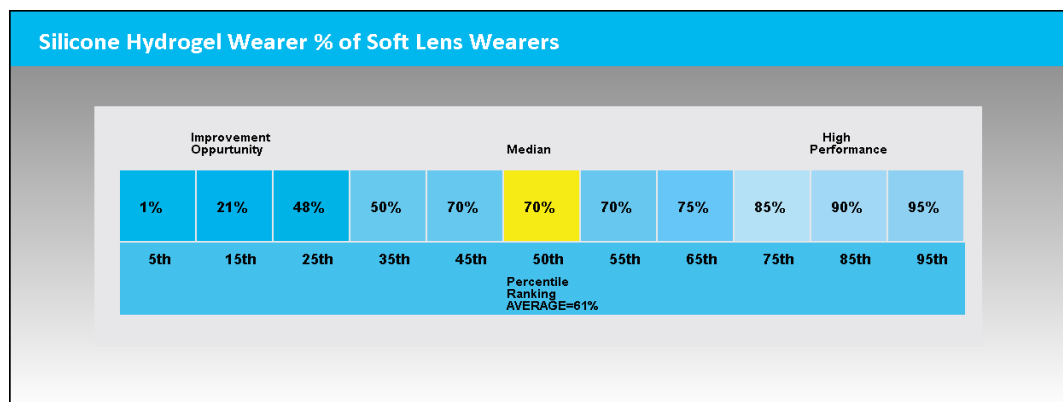 Silicone Hydrogel Wearer % of Soft Lens Wearers
Improvement
Oppurtunity
Median
High
Performance
1% 21% 48% 50% 70% 70% 70% 75% 85% 90% 95%
5th 15th 25th 35th 45th 50th 55th 65th 75th 85th 95th
Percentile
Ranking
AVERAGE=61%